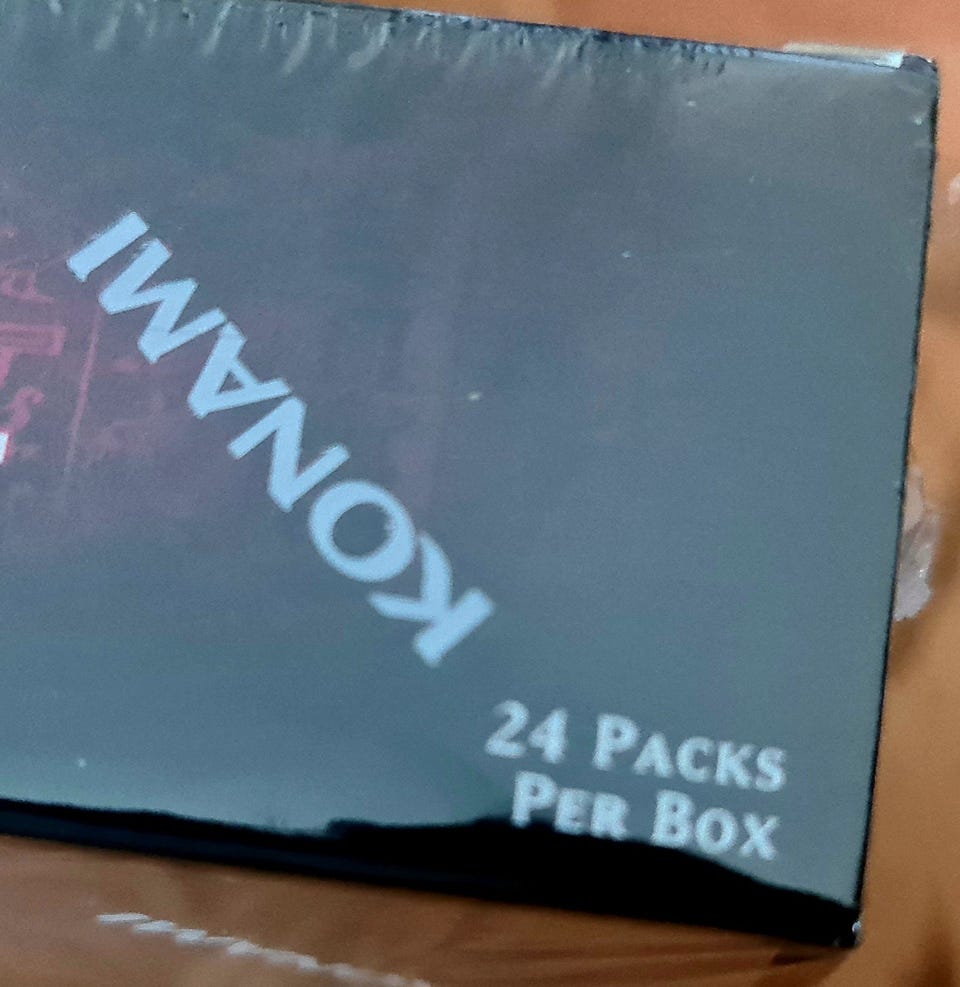 KONAMI
24 PACKS
PER BOX